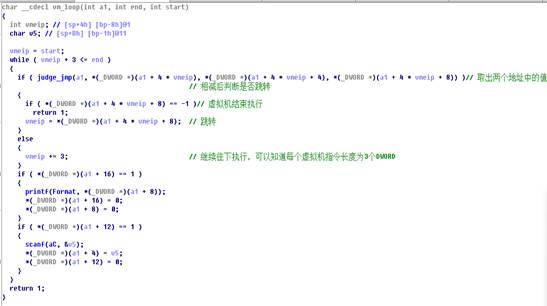 char __cdecl vm_loop(int a1, int end, int start)
{
int vmeip; // [sp+4h] [bp-8h]@1
char v5; // [sp+8h] [bp-1h]@11
vmeip = start;
while ( vmeip + 3 <= end )
{
if ( judge_jmp(a1, *(_DWORD *)(a1 + 4 * vmeip), *(_DWORD *)(a1 + 4 * vmeip + 4), *(_DWORD *)(a1 + 4 * vmeip + 8)) )// 取出两个地址中的值
// 相减后判断是否跳转
{
if ( *(_DWORD *)(a1 + 4 * vmeip + 8) == -1 )// 虚拟机结束执行
return 1;
vmeip = *(_DWORD *)(a1 + 4 * vmeip + 8); // 跳转
}
else
{
vmeip += 3; // 继续往下执行，可以知道每个虚拟机指令长度为3个DWORD
}
if ( *(_DWORD *)(a1 + 16) == 1 )
{
printf(Format, *(_DWORD *)(a1 + 8));
*(_DWORD *)(a1 + 16) = 0;
*(_DWORD *)(a1 + 8) = 0;
}
if ( *(_DWORD *)(a1 + 12) == 1 )
{
scanf(aC, &v5);
*(_DWORD *)(a1 + 4) = v5;
*(_DWORD *)(a1 + 12) = 0;
}
}
return 1;
}